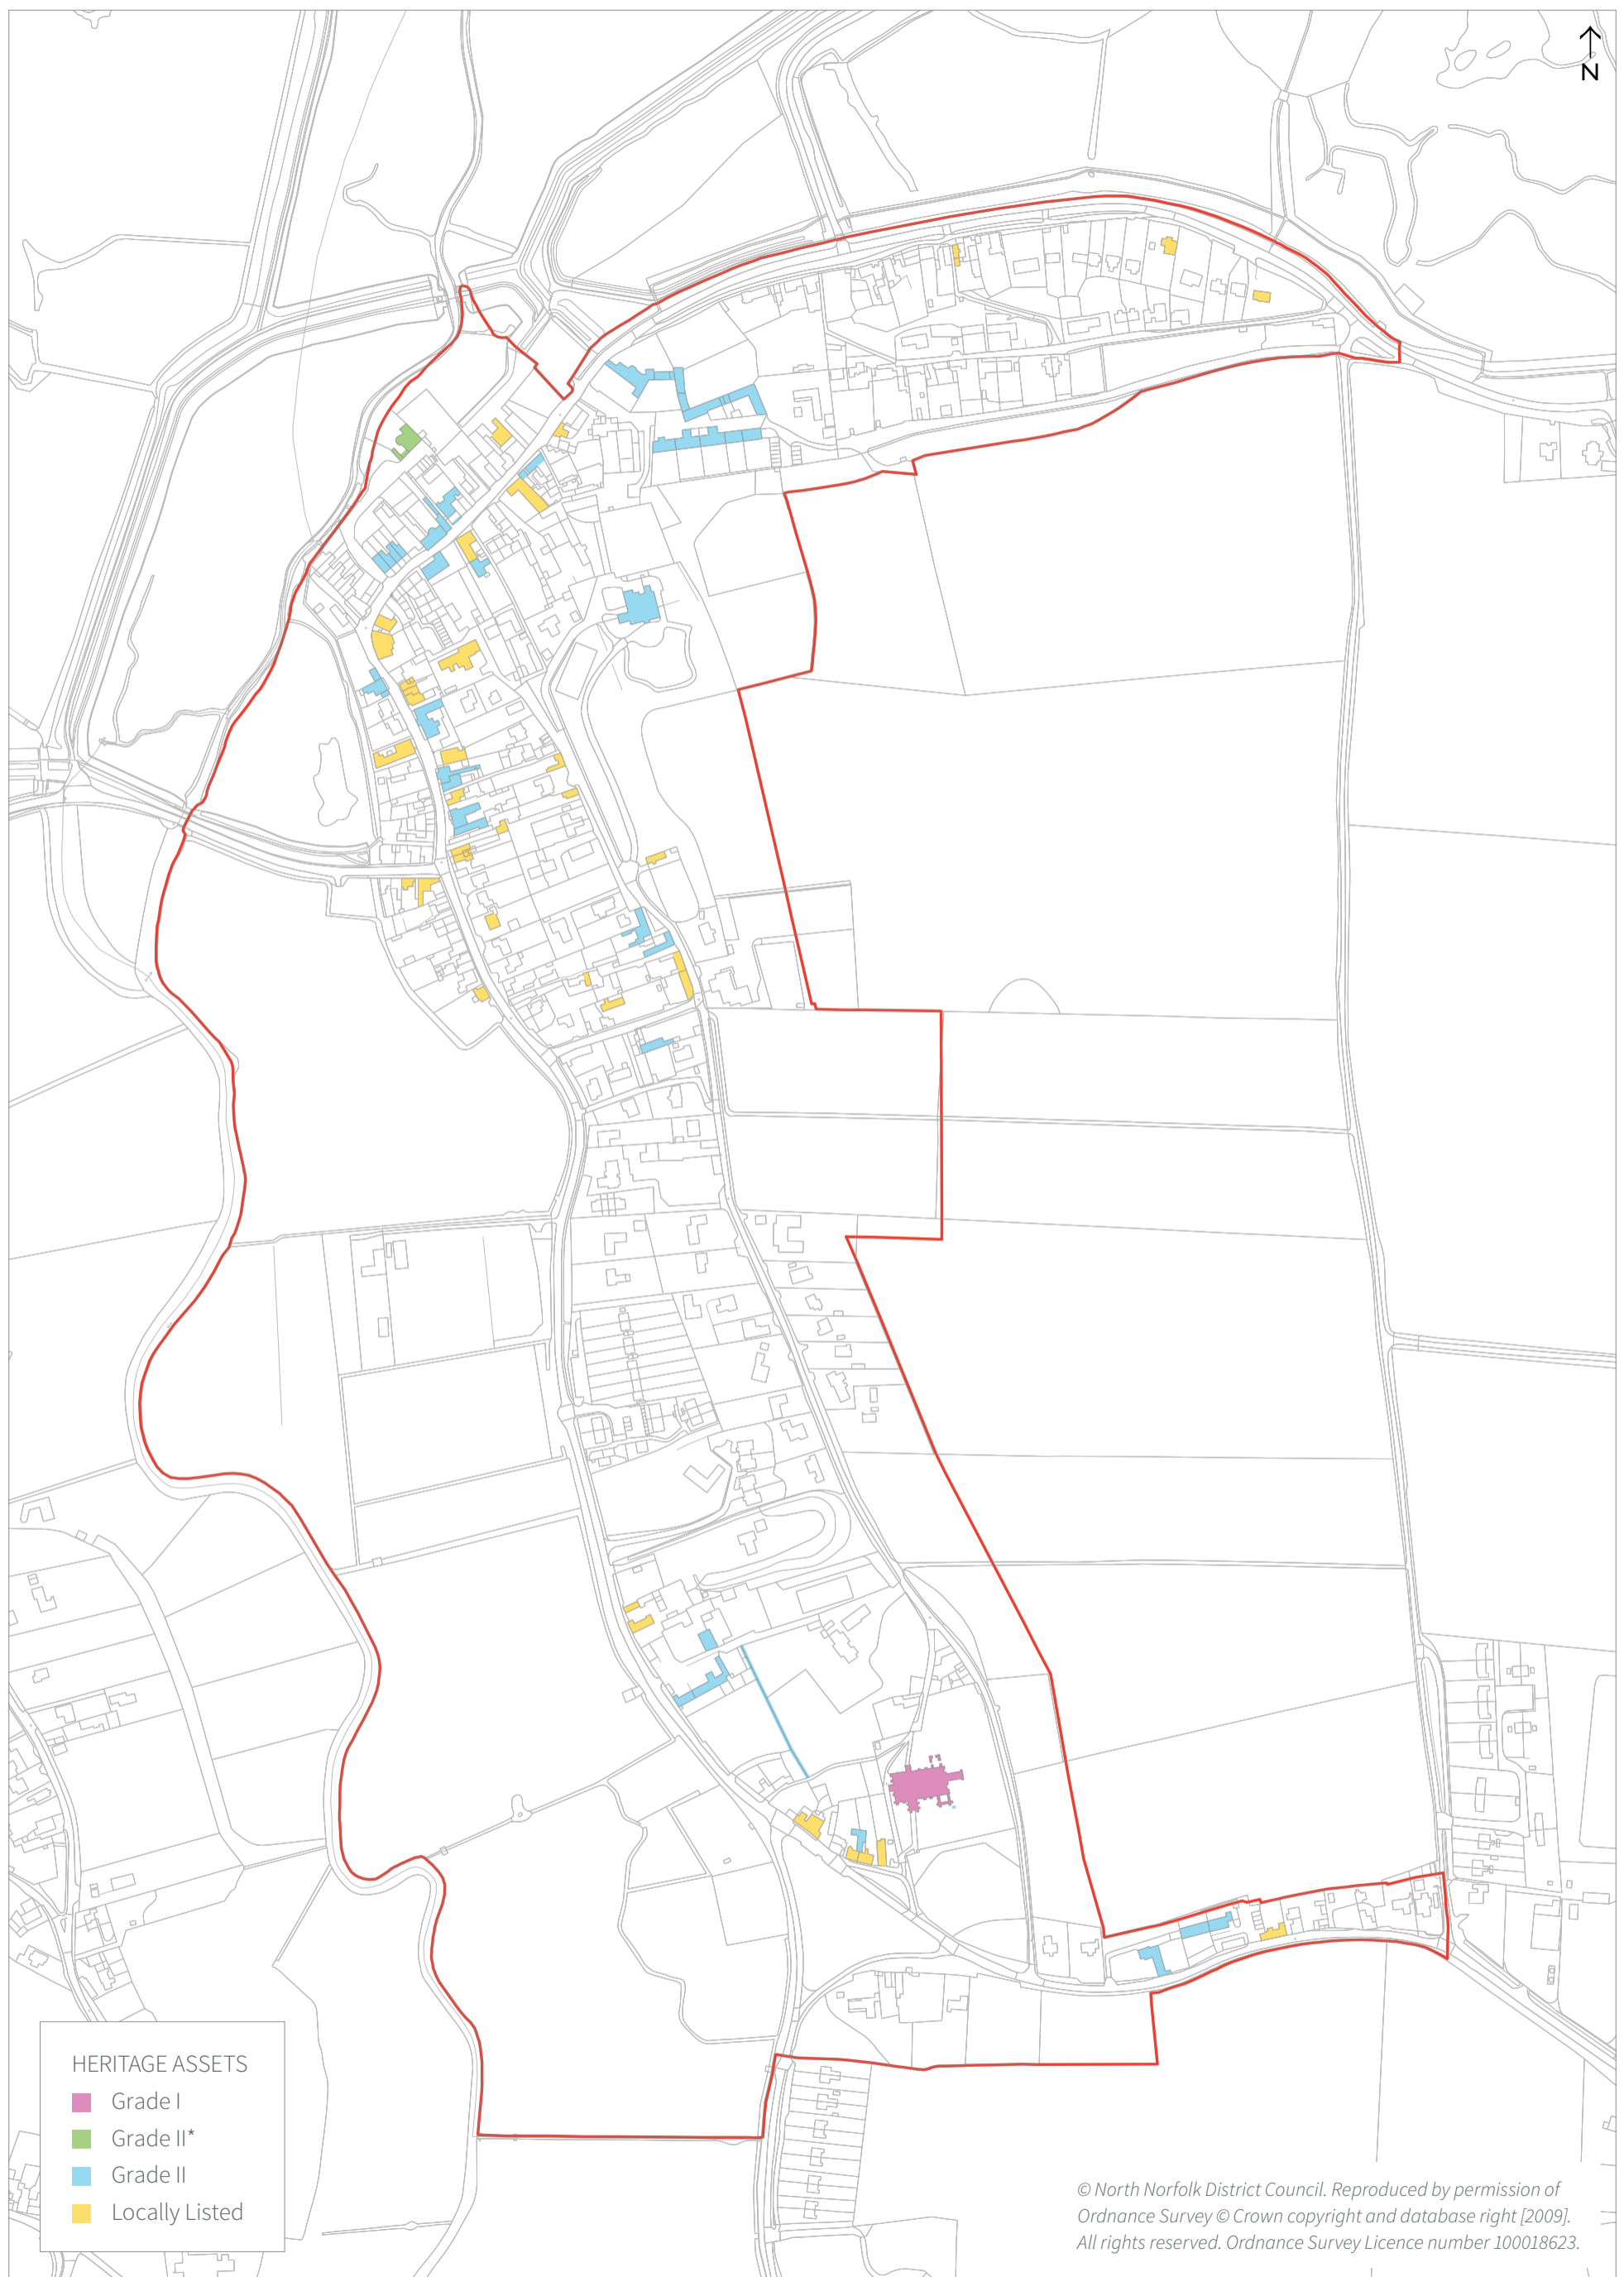 N
HERITAGE ASSETS
Grade I
Grade II*
Grade II
Locally Listed
© North Norfolk District Council. Reproduced by permission of
Ordnance Survey © Crown copyright and database right [2009].
All rights reserved. Ordnance Survey Licence number 100018623.